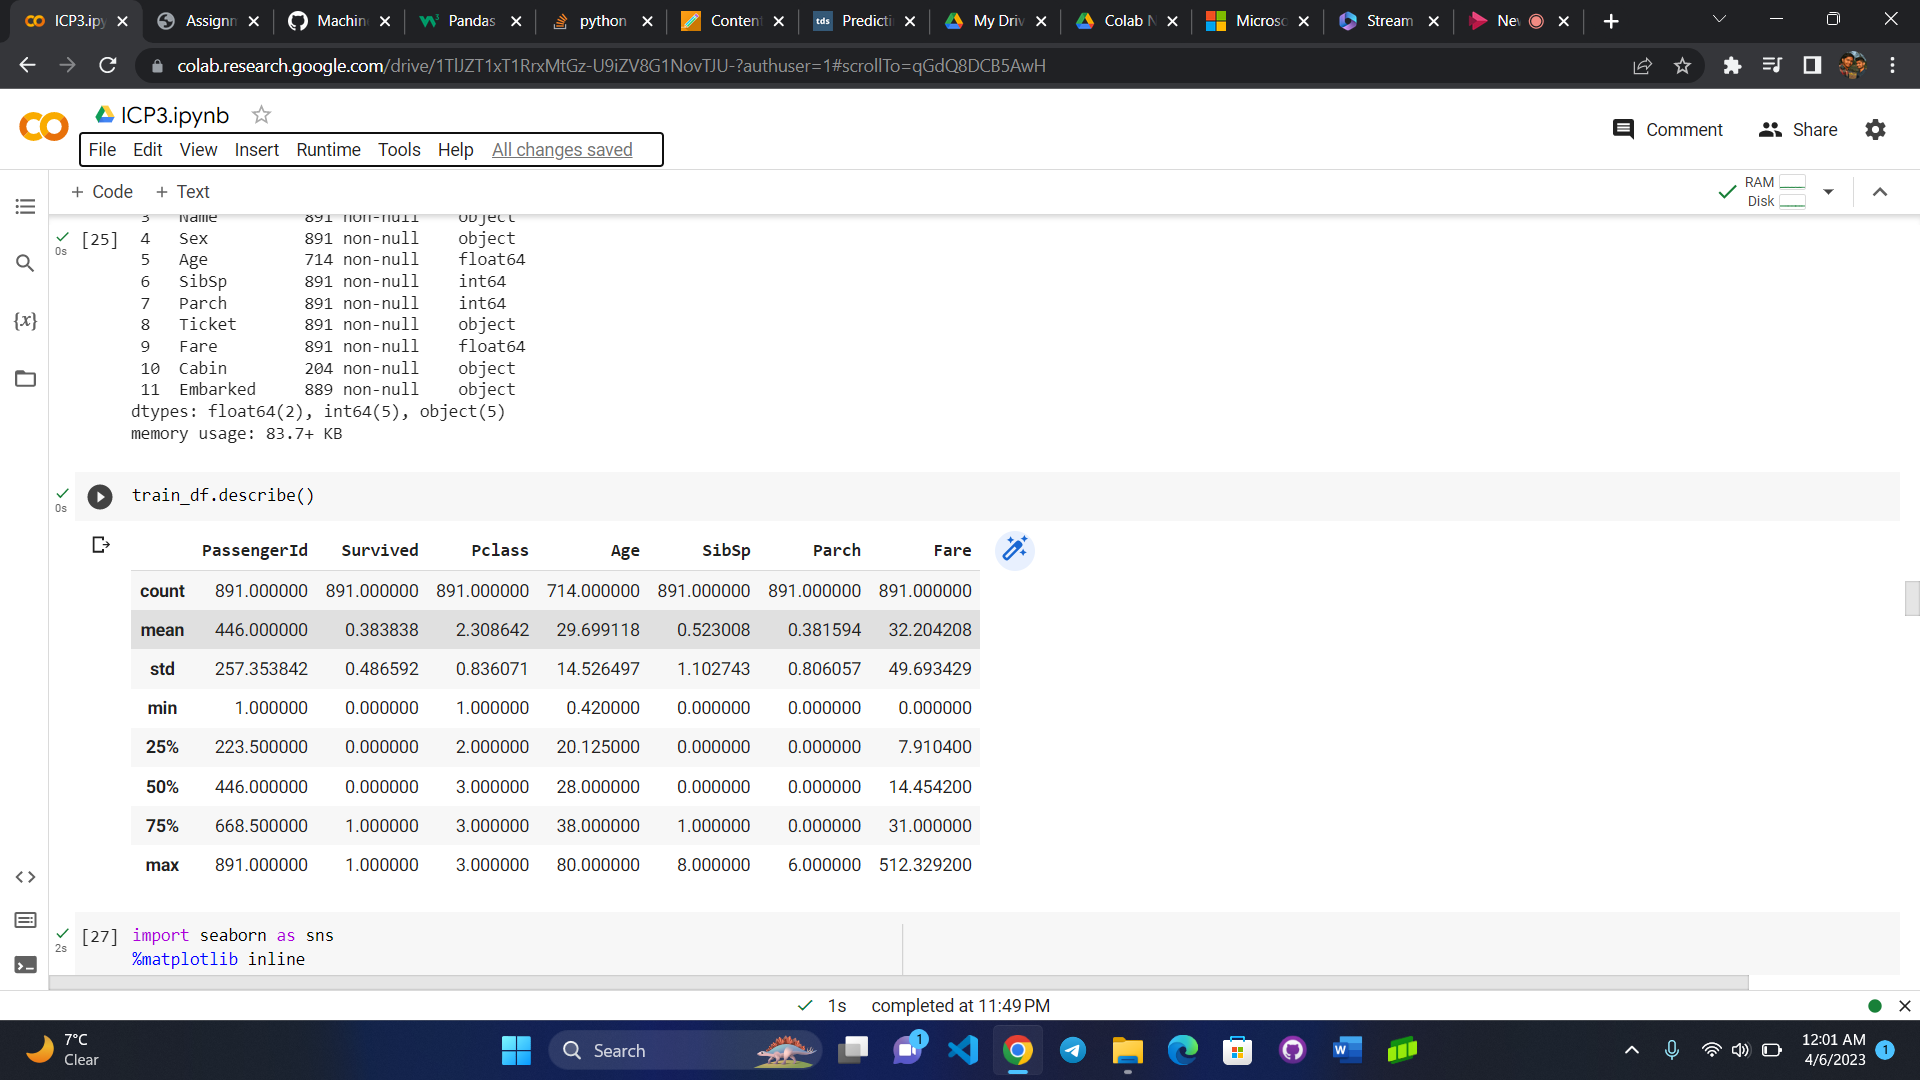 ICP3.ipy
Assignn
Machin
Pandas
python
Content
tds Predicti
My Driv
Colab N
Microso
Stream
Nev
colab.research.google.com/drive/1TlJZT1xT1RrxMtGz-U9iZV8G1NovTJU-?authuser=1#scrollTo=qGdQ8DCB5AwH
ICP3.ipynb
Comment Share
File Edit View Insert Runtime Tools Help All changes saved
+ Code + Text
RAM
Disk
3 Name 891 non-null object
[25] 4 Sex 891 non-null object
0s
5 Age 714 non-null float64
6 SibSp 891 non-null int64
7 Parch 891 non-null int64
8 Ticket 891 non-null object
9 Fare 891 non-null float64
10 Cabin 204 non-null object
11 Embarked 889 non-null object
dtypes: float64(2), int64(5), object(5)
memory usage: 83.7+ KB
train_df.describe()
0s
PassengerId Survived Pclass Age SibSp Parch Fare
count 891.000000 891.000000 891.000000 714.000000 891.000000 891.000000 891.000000
mean 446.000000 0.383838 2.308642 29.699118 0.523008 0.381594 32.204208
std 257.353842 0.486592 0.836071 14.526497 1.102743 0.806057 49.693429
min 1.000000 0.000000 1.000000 0.420000 0.000000 0.000000 0.000000
25% 223.500000 0.000000 2.000000 20.125000 0.000000 0.000000 7.910400
50% 446.000000 0.000000 3.000000 28.000000 0.000000 0.000000 14.454200
75% 668.500000 1.000000 3.000000 38.000000 1.000000 0.000000 31.000000
max 891.000000 1.000000 3.000000 80.000000 8.000000 6.000000 512.329200
[27] import seaborn as sns
2s
%matplotlib inline
1s completed at 11:49 PM
7°C
Clear
Search
1
12:01 AM
4/6/2023
1